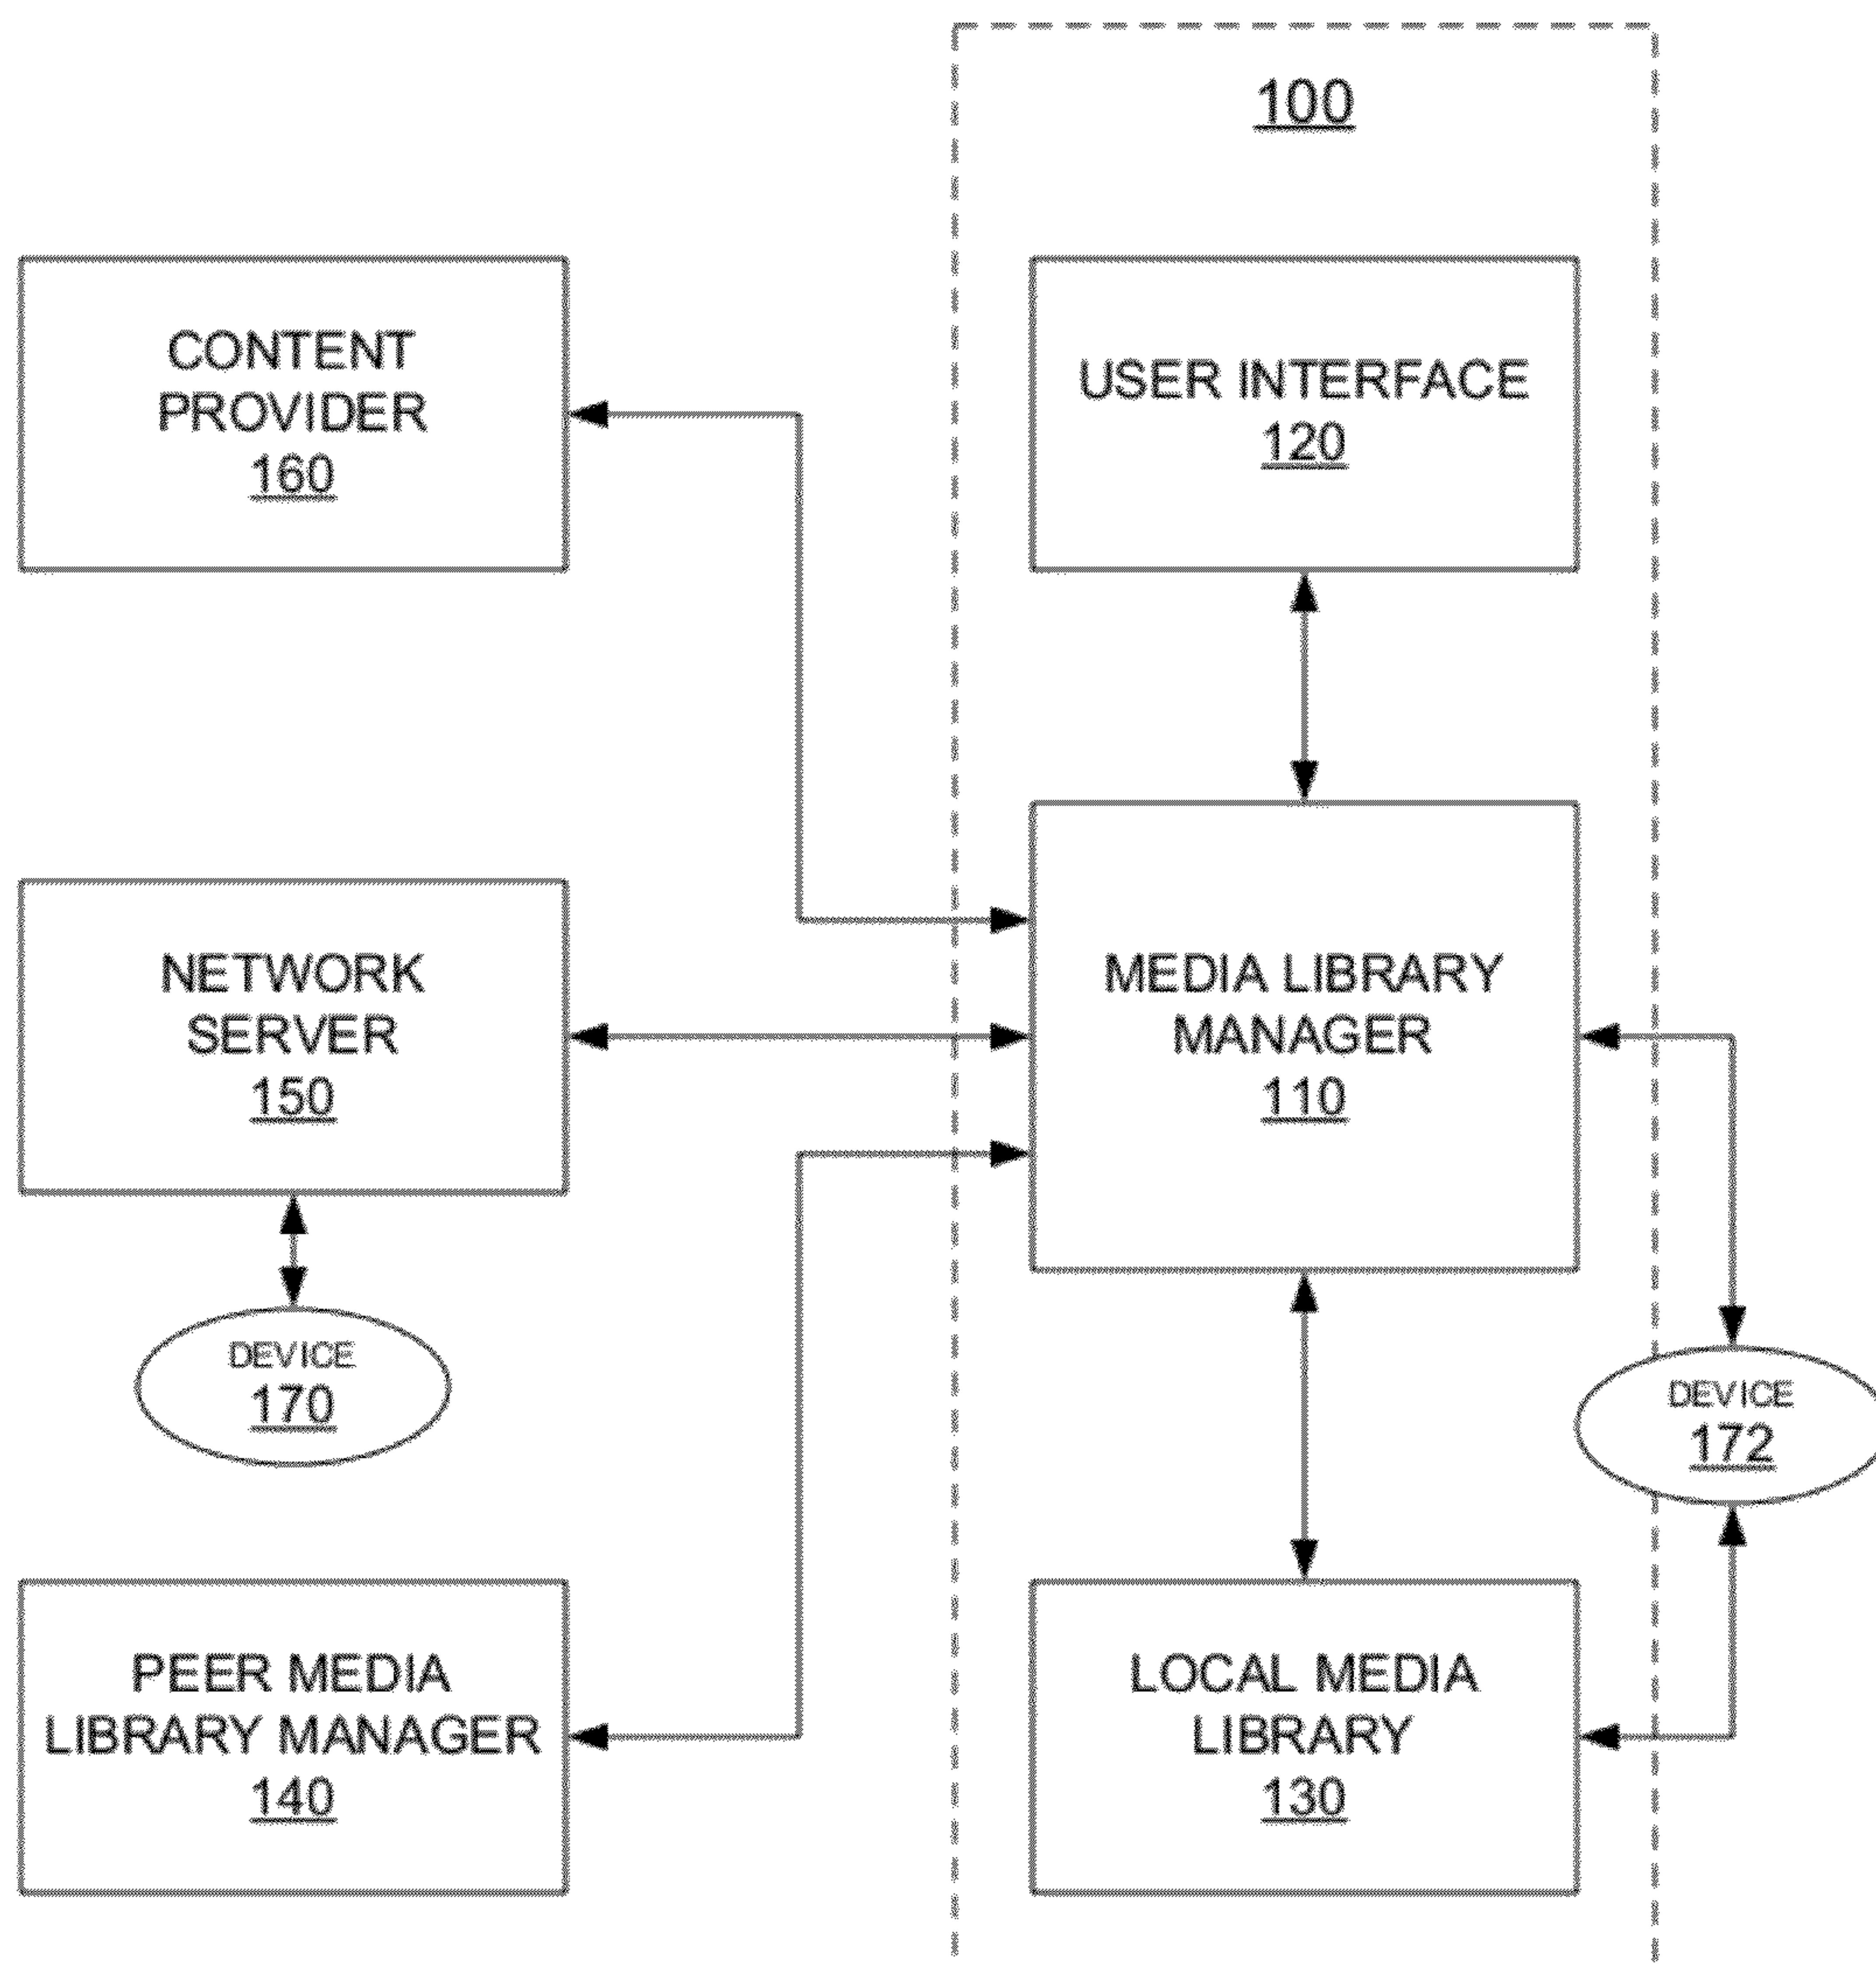 100
CONTENT
PROVIDER
160
USER INTERFACE
120
NETWORK
SERVER
150
MEDIA LIBRARY
MANAGER
110
DEVICE
170
DEVICE
172
PEER MEDIA
LIBRARY MANAGER
140
LOCAL MEDIA
LIBRARY
130